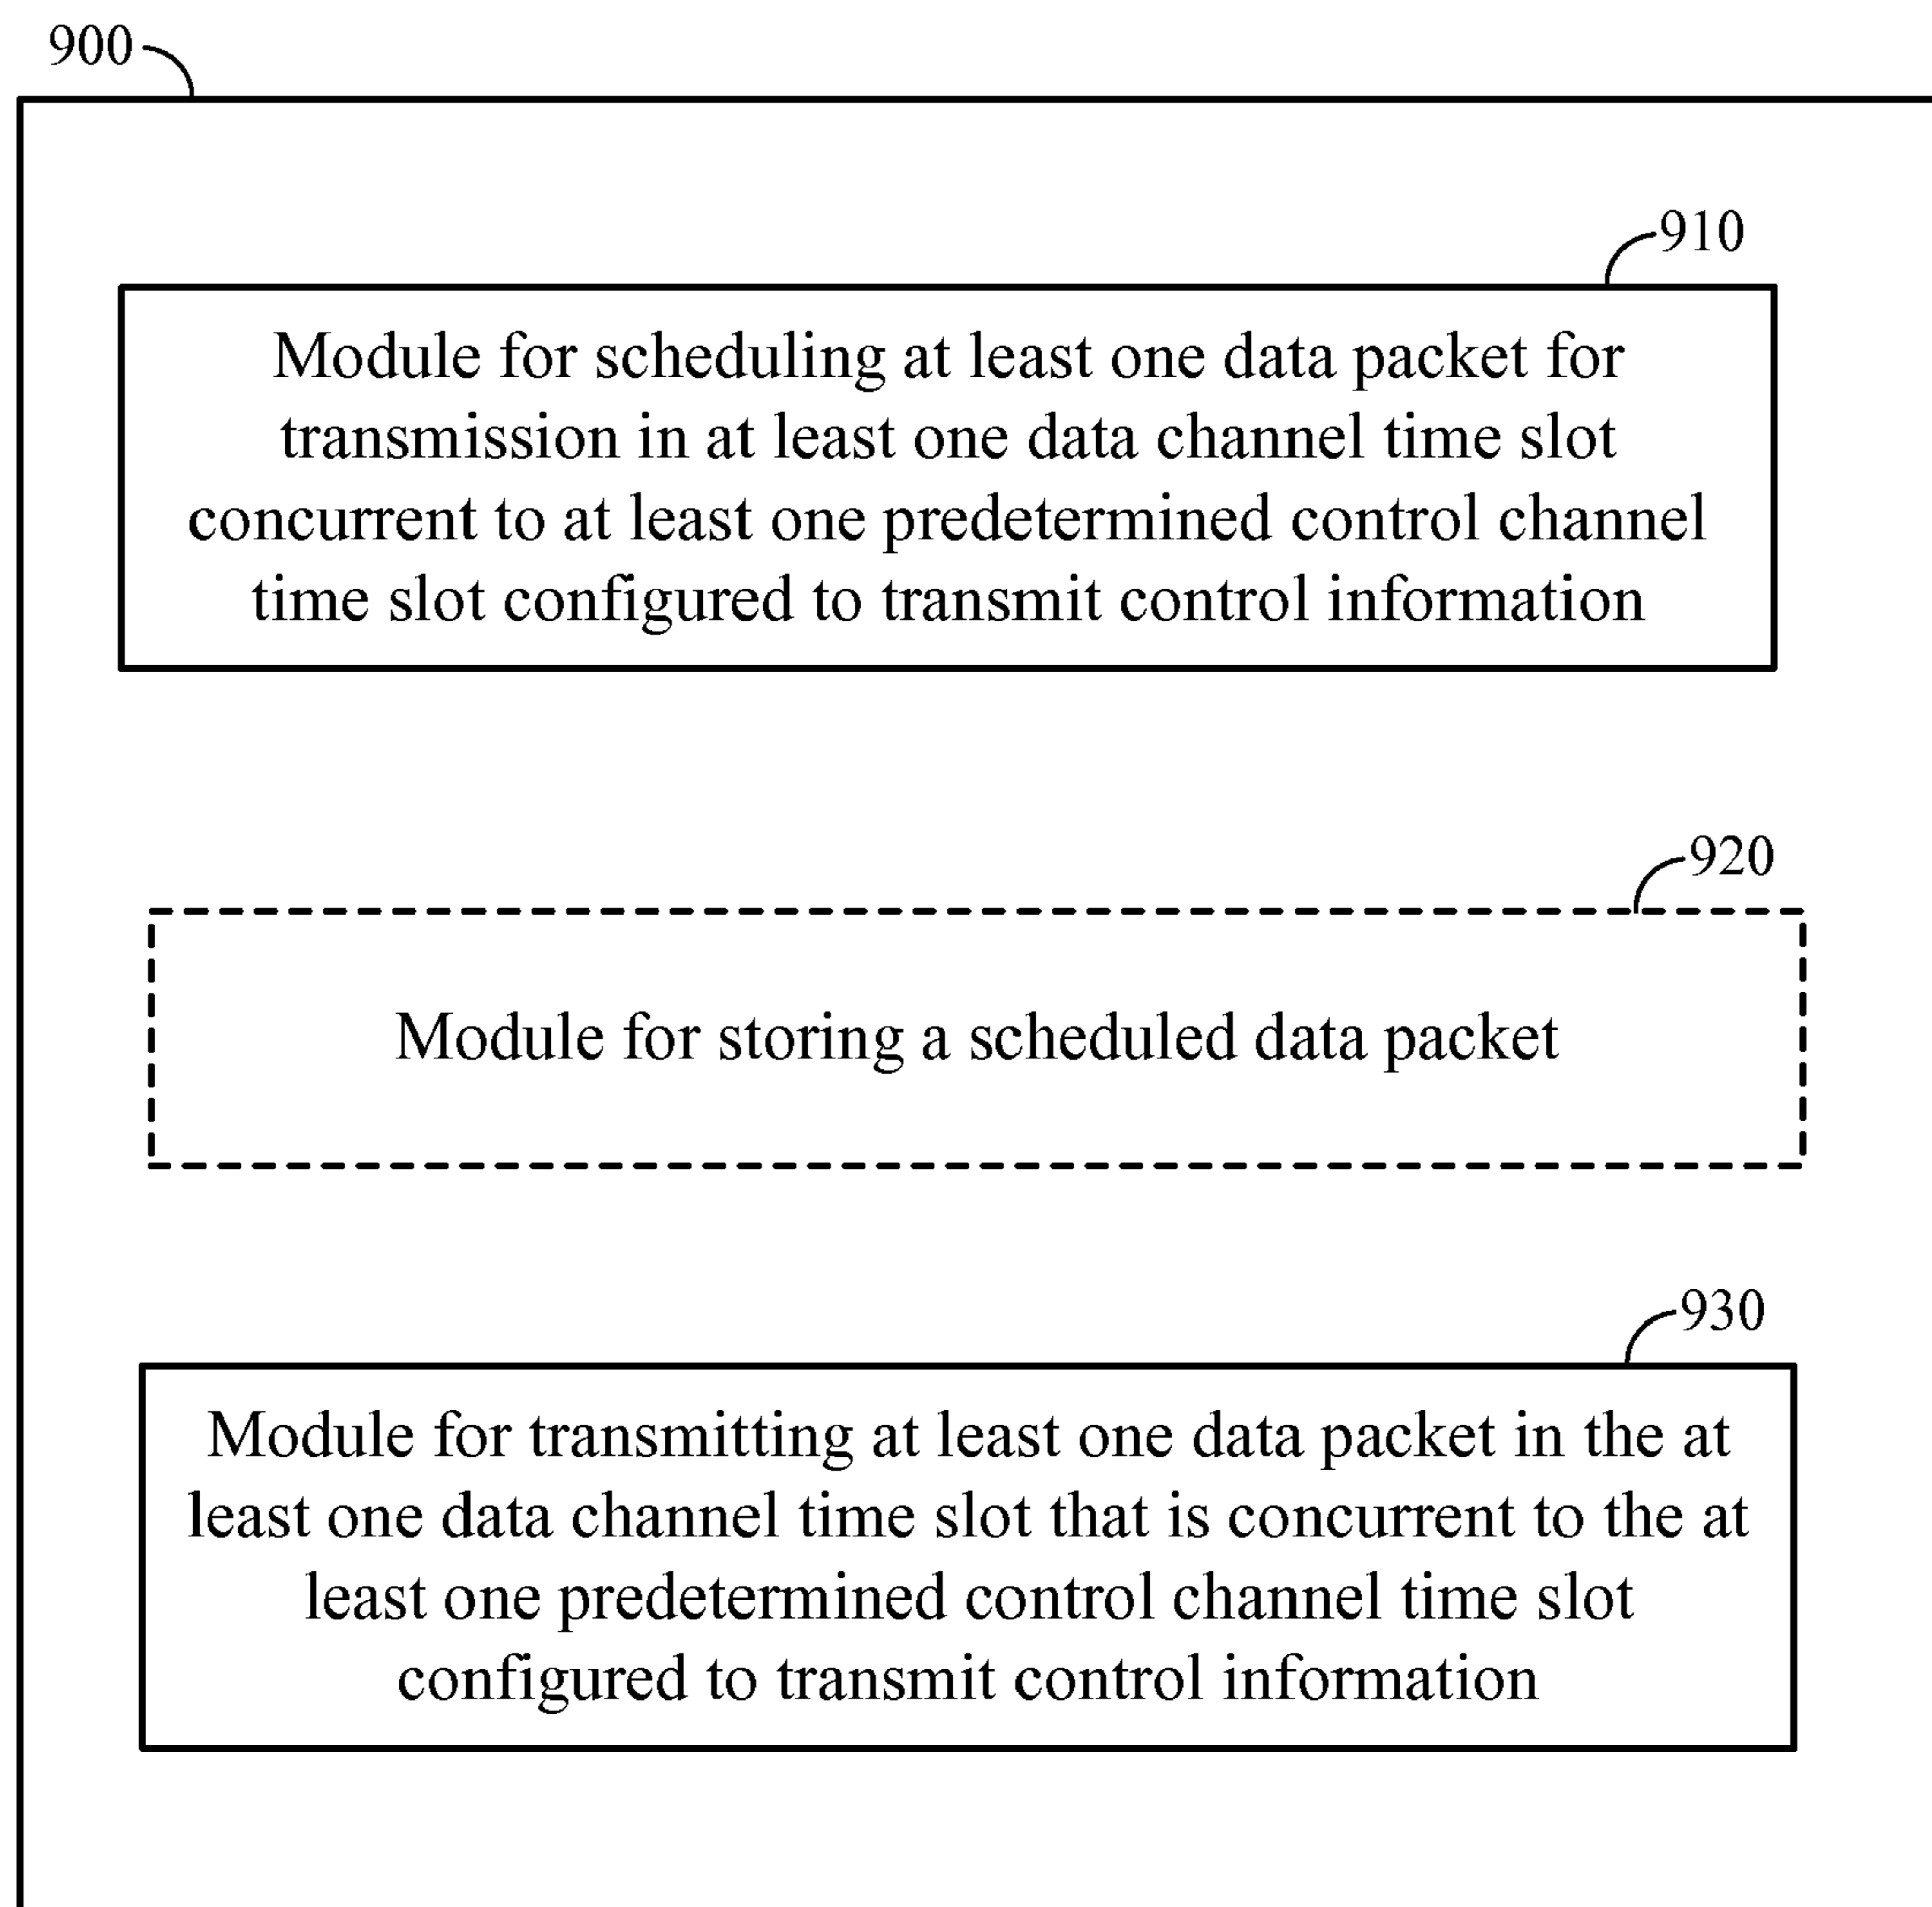 900
910
Module for scheduling at least one data packet for
transmission in at least one data channel time slot
concurrent to at least one predetermined control channel
time slot configured to transmit control information
920
Module for storing a scheduled data packet
930
Module for transmitting at least one data packet in the at
least one data channel time slot that is concurrent to the at
least one predetermined control channel time slot
configured to transmit control information